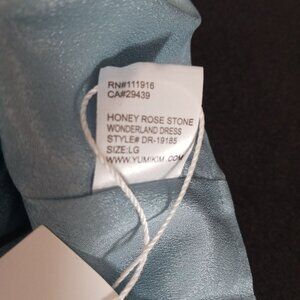 RN#111916
CA#29439
HONEY ROSE STONE
WONDERLAND DRESS
STYLE# DR-19185
SIZE:LG
WWW.YUMIKIM.COM